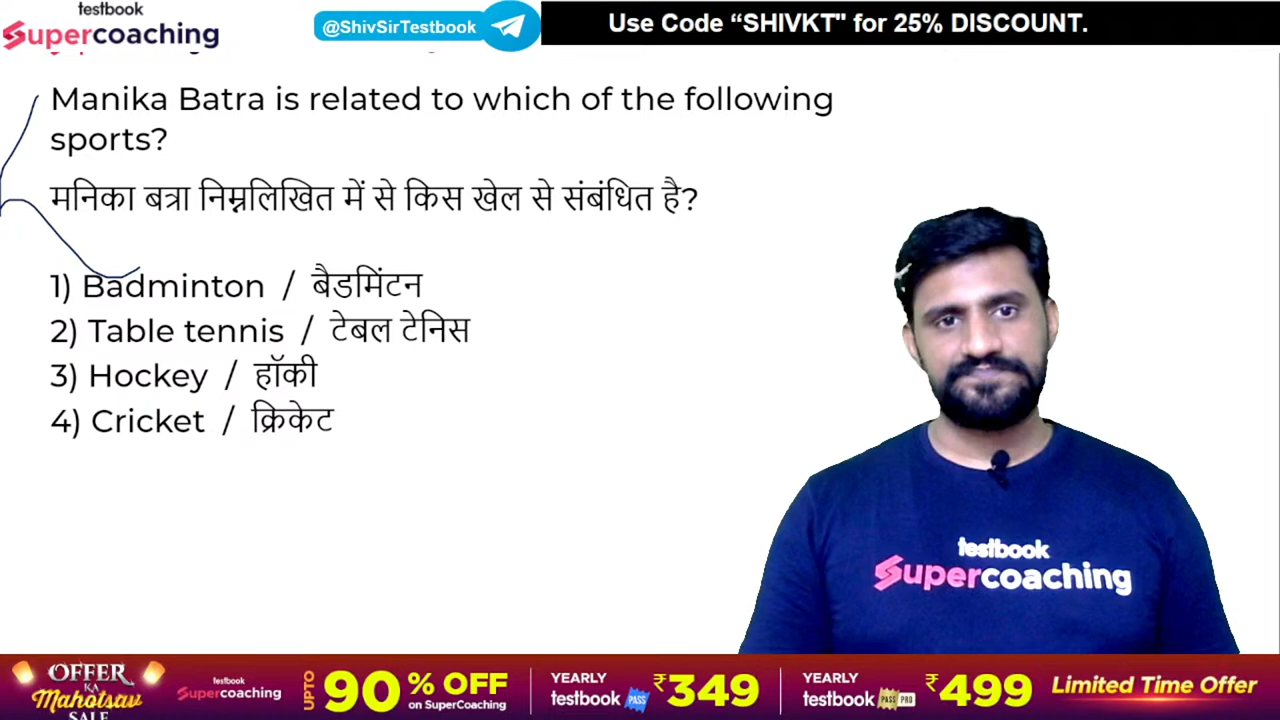 testbook
Supercoaching
@ShivSirTestbook
Use Code “SHIVKT" for 25% DISCOUNT.
Manika Batra is related to which of the following
sports?
मनिका बत्रा निम्नलिखित में से किस खेल से संबंधित है?
1) Badminton / बैडमिंटन
2) Table tennis / टेबल टेनिस
3) Hockey / हॉकी
4) Cricket / क्रिकेट
testbook
Supercoaching
OFFER
KA
Mahotsav
SALE
testbook
Supercoaching
UPTO 90% OFF
on SuperCoaching
YEARLY
testbook PASS
₹349
YEARLY
testbook PASS PRO
₹499
Limited Time Offer